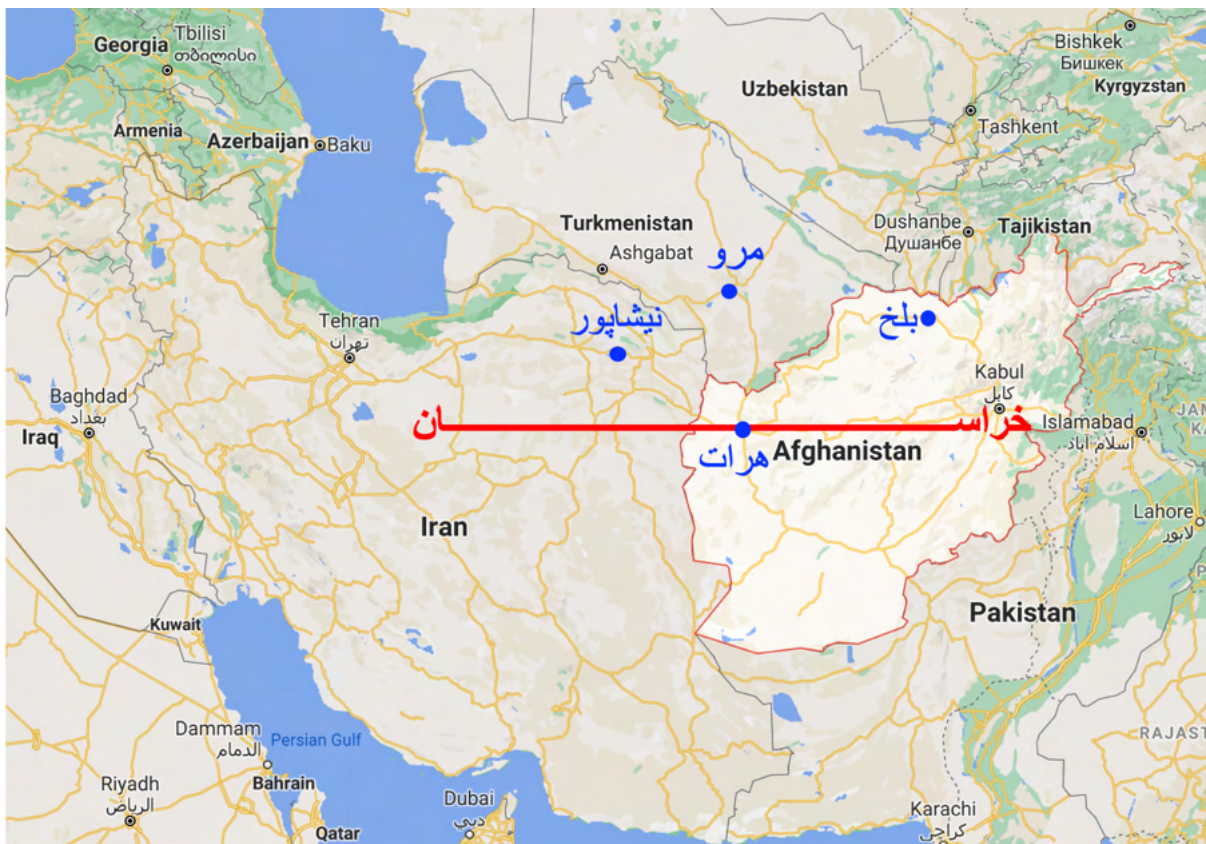 Tbilisi
Georgia
თბილისი
Bishkek
Бишкек
Kyrgyzstan
Uzbekistan
Armenia
Azerbaijan
Baku
Tashkent
Turkmenistan
Ashgabat
Dushanbe
Душанбе
Tajikistan
مرو
نیشاپور
بلخ
Tehran
تهران
Kabul
کابل
Baghdad
بغداد
Iraq
خراســـــــــان
Islamabad
اسلام آباد
هرات
Afghanistan
Iran
Lahore
لاہور
Pakistan
Kuwait
Dammam
الدمام
Persian Gulf
Bahrain
Riyadh
الرياض
Dubai
دبي
Qatar
Karachi
کراچی